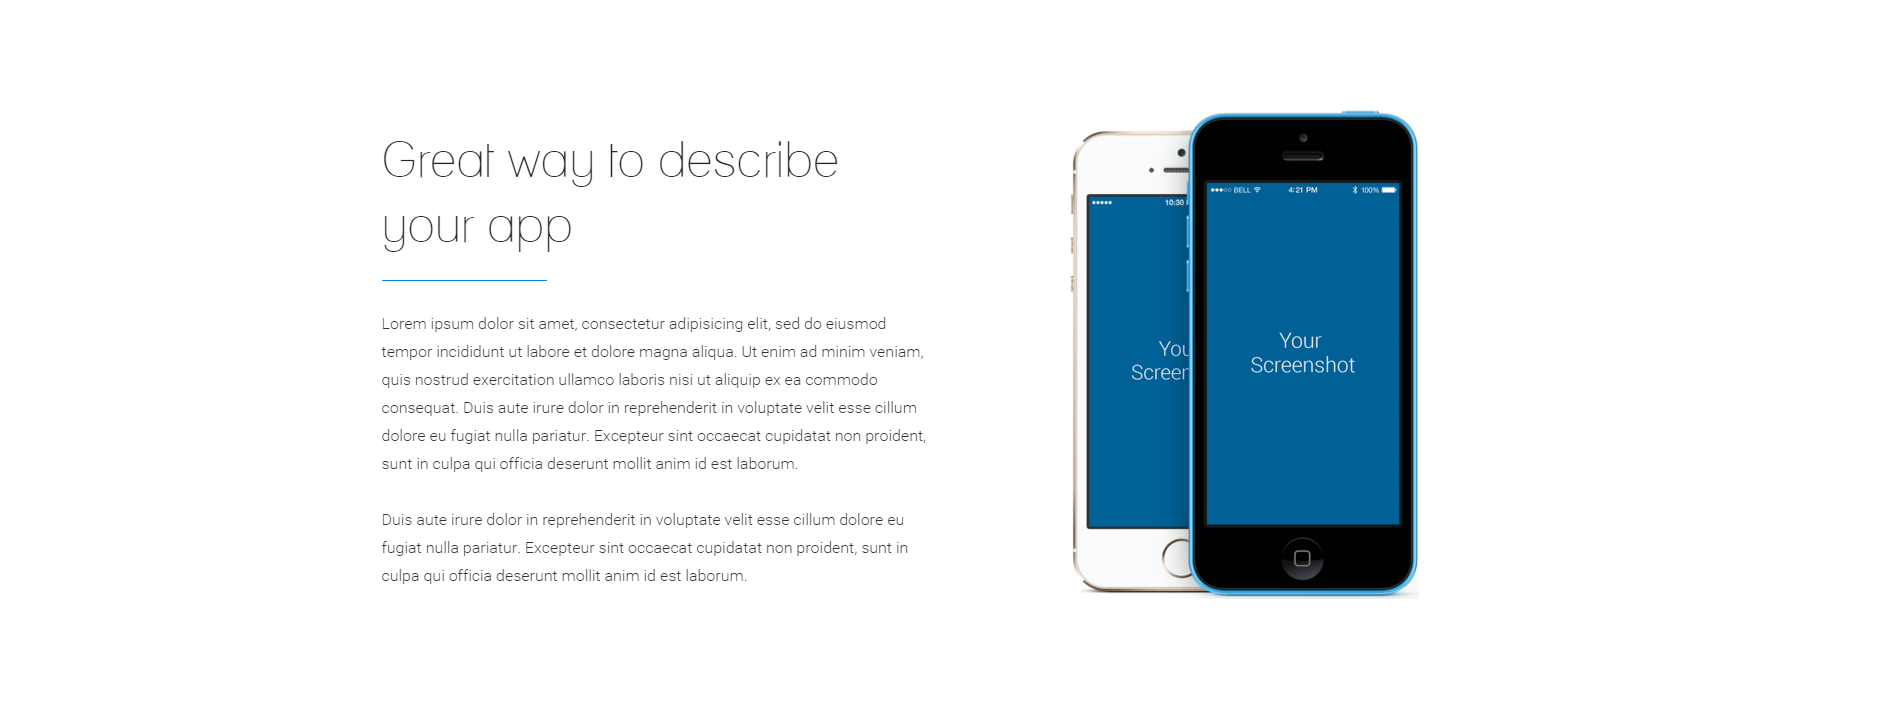 Great way to describe
your app
Lorem ipsum dolor sit amet, consectetur adipisicing elit, sed do eiusmod
tempor incididunt ut labore et dolore magna aliqua. Ut enim ad minim veniam,
quis nostrud exercitation ullamco laboris nisi ut aliquip ex ea commodo
consequat. Duis aute irure dolor in reprehenderit in voluptate velit esse cillum
dolore eu fugiat nulla pariatur. Excepteur sint occaecat cupidatat non proident,
sunt in culpa qui officia deserunt mollit anim id est laborum.
Duis aute irure dolor in reprehenderit in voluptate velit esse cillum dolore eu
fugiat nulla pariatur. Excepteur sint occaecat cupidatat non proident, sunt in
culpa qui officia deserunt mollit anim id est laborum.
10:30
You
Screer
BELL 4:21 PM 100%
Your
Screenshot